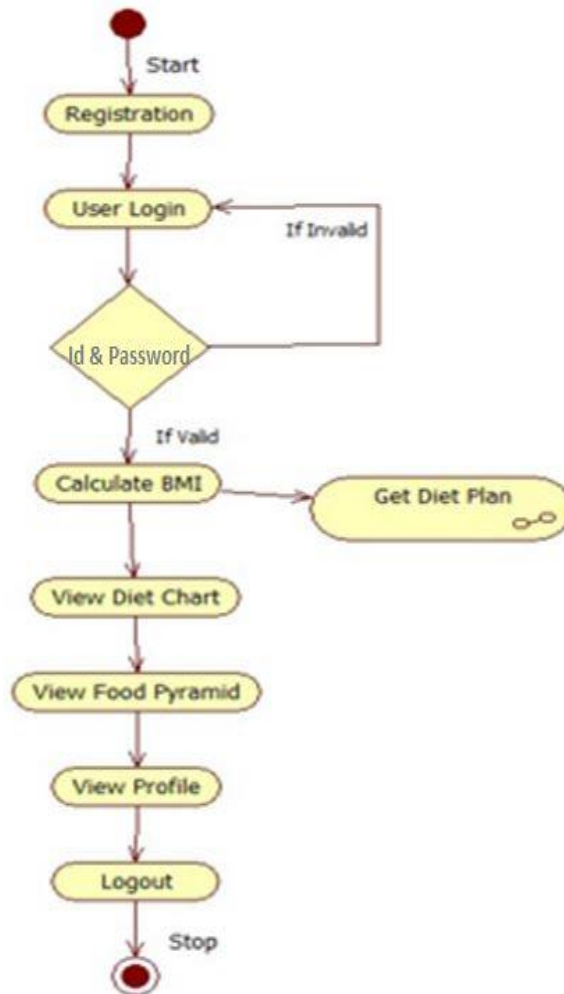 Start
Registration
User Login
If Invalid
Id & Password
If Valid
Calculate BMI
Get Diet Plan
View Diet Chart
View Food Pyramid
View Profile
Logout
Stop